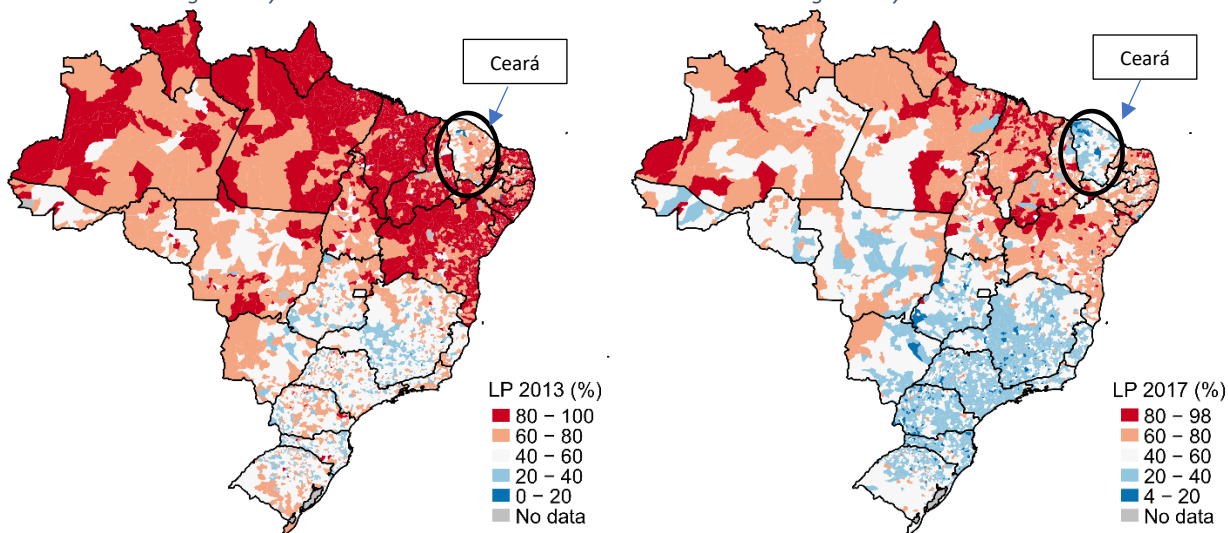 Ceará
LP 2013 (%)
80 – 100
60 – 80
40 – 60
20 – 40
0 – 20
No data
Ceará
LP 2017 (%)
80 – 98
60 – 80
40 – 60
20 – 40
4 – 20
No data